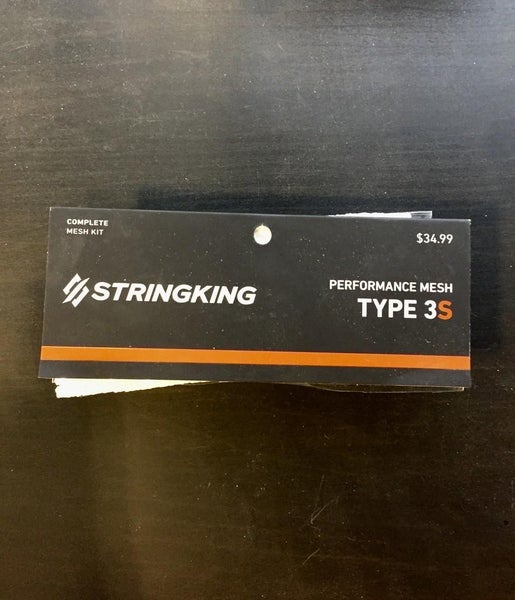 COMPLETE
MESH KIT
$34.99
STRINGKING
PERFORMANCE MESH
TYPE 3S